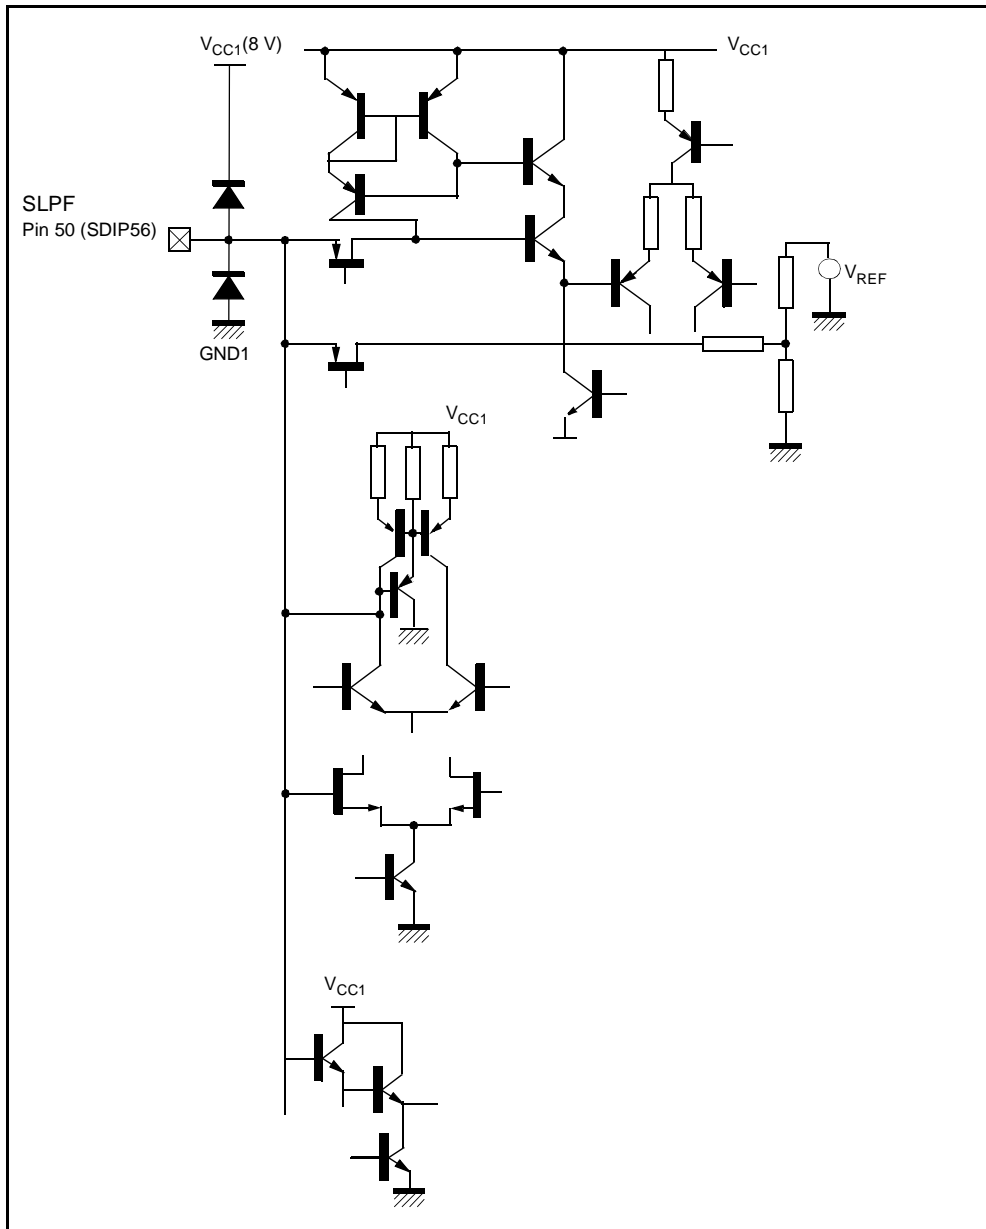 VCC1(8 V)
VCC1
SLPF
Pin 50 (SDIP56)
VREF
GND1
VCC1
VCC1